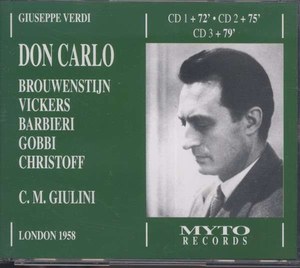 GIUSEPPE VERDI
DON CARLO
BROUWENSTIJN
VICKERS
BARBIERI
GOBBI
CHRISTOFF
C. M. GIULINI
LONDON 1958
CD 1 + 72' • CD 2 + 75'
CD 3 + 79'
MYTO
RECORDS